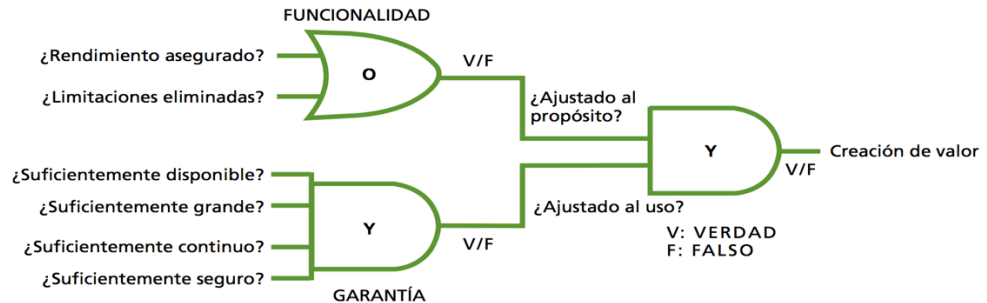 FUNCIONALIDAD
¿Rendimiento asegurado?
O
V/F
¿Limitaciones eliminadas?
¿Ajustado al
propósito?
Y
Creación de valor
V/F
¿Suficientemente disponible?
¿Suficientemente grande?
¿Ajustado al uso?
Y
V: VERDAD
F: FALSO
¿Suficientemente continuo?
V/F
¿Suficientemente seguro?
GARANTÍA